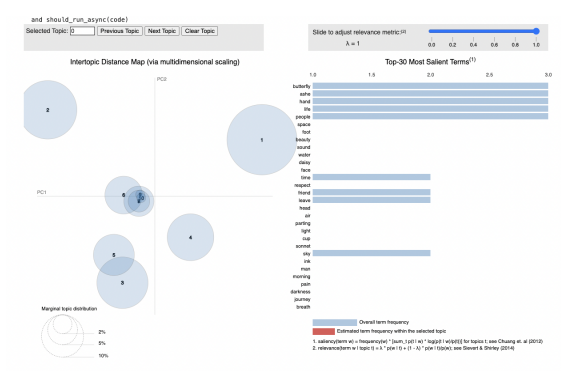 and should_run_async(code)
Selected Topic: 0 Previous Topic Next Topic Clear Topic
Slide to adjust relevance metric:(2)
λ = 1
0.0 0.2 0.4 0.6 0.8 1.0
Intertopic Distance Map (via multidimensional scaling)
PC2
PC1
2
1
6
4
5
3
Marginal topic distribution
2%
5%
10%
Top-30 Most Salient Terms(1)
1.0 1.5 2.0 2.5 3.0
butterfly
ashe
hand
life
people
space
foot
beauty
sound
water
daisy
face
time
respect
friend
leave
head
air
parting
light
cup
sonnet
sky
ink
man
morning
pain
darkness
journey
breath
Overall term frequency
Estimated term frequency within the selected topic
1. saliency(term w) = frequency(w) * [sum_t p(t | w) * log(p(t | w)/p(t))] for topics t; see Chuang et. al (2012)
2. relevance(term w | topic t) = λ * p(w | t) + (1 - λ) * p(w | t)/p(w); see Sievert & Shirley (2014)